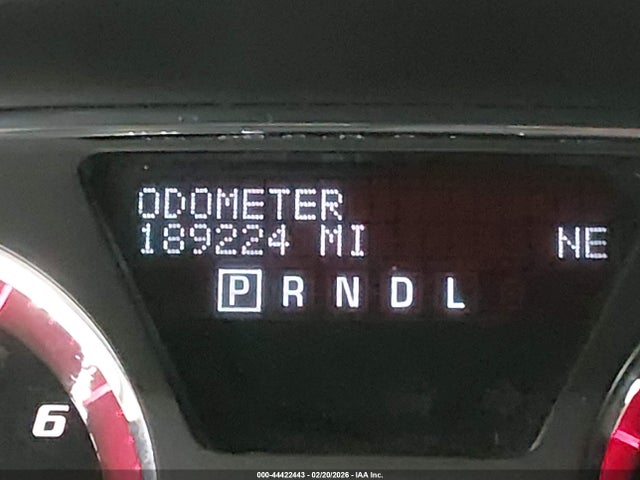 ODOMETER
189224 MI NE
P R N D L
6
000-44422443 - 02/20/2026 - IAA Inc.